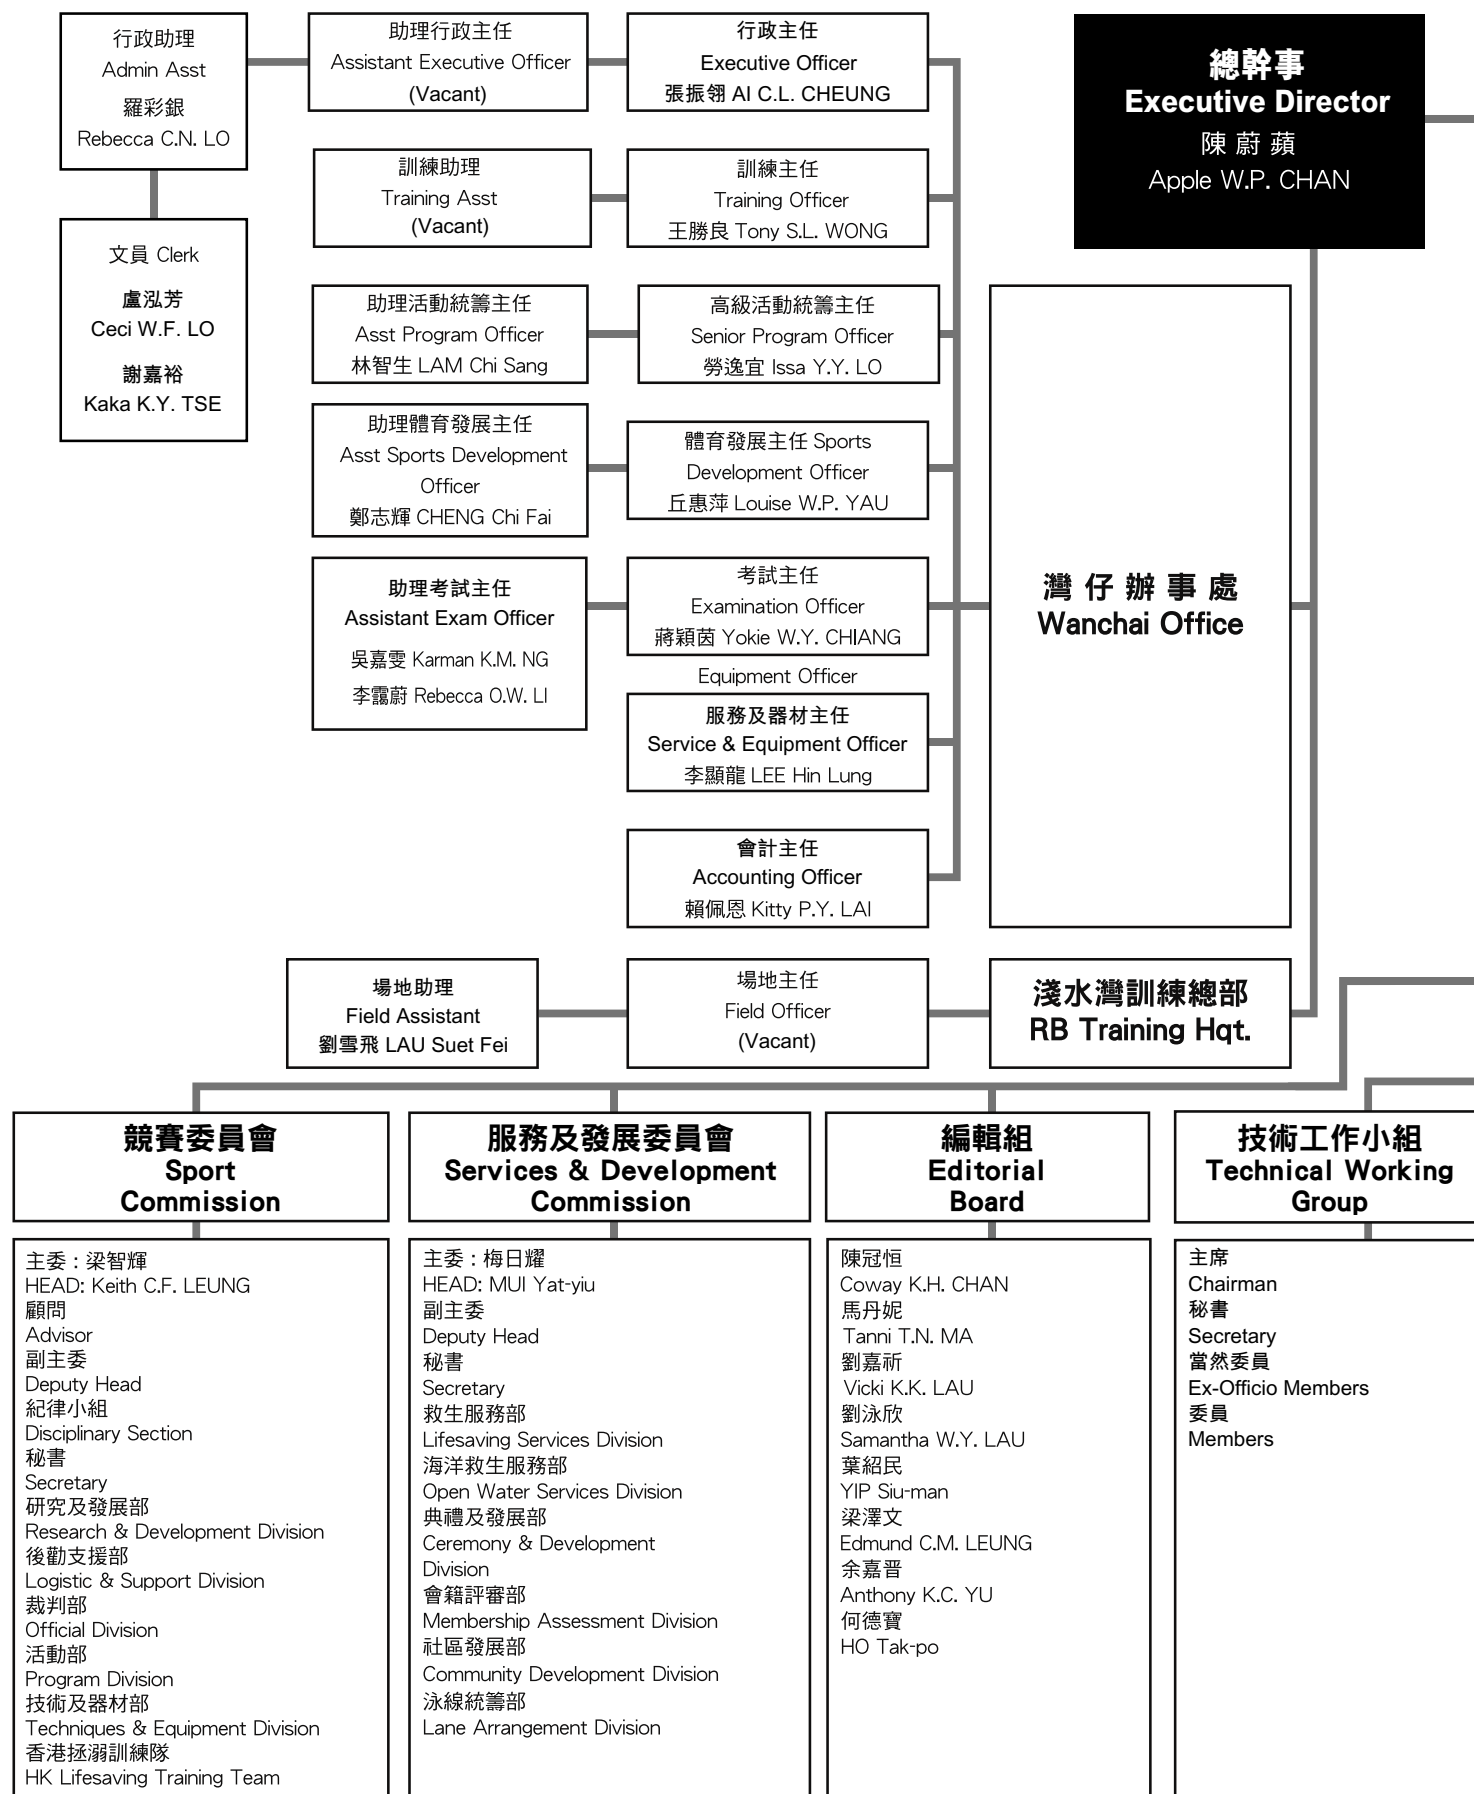 行政助理
Admin Asst
羅彩銀
Rebecca C.N. LO
助理行政主任
Assistant Executive Officer
(Vacant)
行政主任
Executive Officer
張振翎 Al C.L. CHEUNG
總幹事
Executive Director
陳蔚蘋
Apple W.P. CHAN
文員 Clerk
盧泓芳
Ceci W.F. LO
謝嘉裕
Kaka K.Y. TSE
訓練助理
Training Asst
(Vacant)
訓練主任
Training Officer
王勝良 Tony S.L. WONG
助理活動統籌主任
Asst Program Officer
林智生 LAM Chi Sang
高級活動統籌主任
Senior Program Officer
勞逸宜 Issa Y.Y. LO
助理體育發展主任
Asst Sports Development
Officer
鄭志輝 CHENG Chi Fai
體育發展主任 Sports
Development Officer
丘惠萍 Louise W.P. YAU
助理考試主任
Assistant Exam Officer
吳嘉雯 Karman K.M. NG
李靄蔚 Rebecca O.W. LI
考試主任
Examination Officer
蔣穎茵 Yokie W.Y. CHIANG
Equipment Officer
服務及器材主任
Service & Equipment Officer
李顯龍 LEE Hin Lung
會計主任
Accounting Officer
賴佩恩 Kitty P.Y. LAI
灣仔辦事處
Wanchai Office
場地助理
Field Assistant
劉雪飛 LAU Suet Fei
場地主任
Field Officer
(Vacant)
淺水灣訓練總部
RB Training Hqt.
競賽委員會
Sport
Commission
主委：梁智輝
HEAD: Keith C.F. LEUNG
顧問
Advisor
副主委
Deputy Head
紀律小組
Disciplinary Section
秘書
Secretary
研究及發展部
Research & Development Division
後勤支援部
Logistic & Support Division
裁判部
Official Division
活動部
Program Division
技術及器材部
Techniques & Equipment Division
香港拯溺訓練隊
HK Lifesaving Training Team
服務及發展委員會
Services & Development
Commission
主委：梅日耀
HEAD: MUI Yat-yiu
副主委
Deputy Head
秘書
Secretary
救生服務部
Lifesaving Services Division
海洋救生服務部
Open Water Services Division
典禮及發展部
Ceremony & Development
Division
會籍評審部
Membership Assessment Division
社區發展部
Community Development Division
泳線統籌部
Lane Arrangement Division
編輯組
Editorial
Board
陳冠恒
Coway K.H. CHAN
馬丹妮
Tanni T.N. MA
劉嘉祈
Vicki K.K. LAU
劉泳欣
Samantha W.Y. LAU
葉紹民
YIP Siu-man
梁澤文
Edmund C.M. LEUNG
余嘉晋
Anthony K.C. YU
何德寶
HO Tak-po
技術工作小組
Technical Working
Group
主席
Chairman
秘書
Secretary
當然委員
Ex-Officio Members
委員
Members